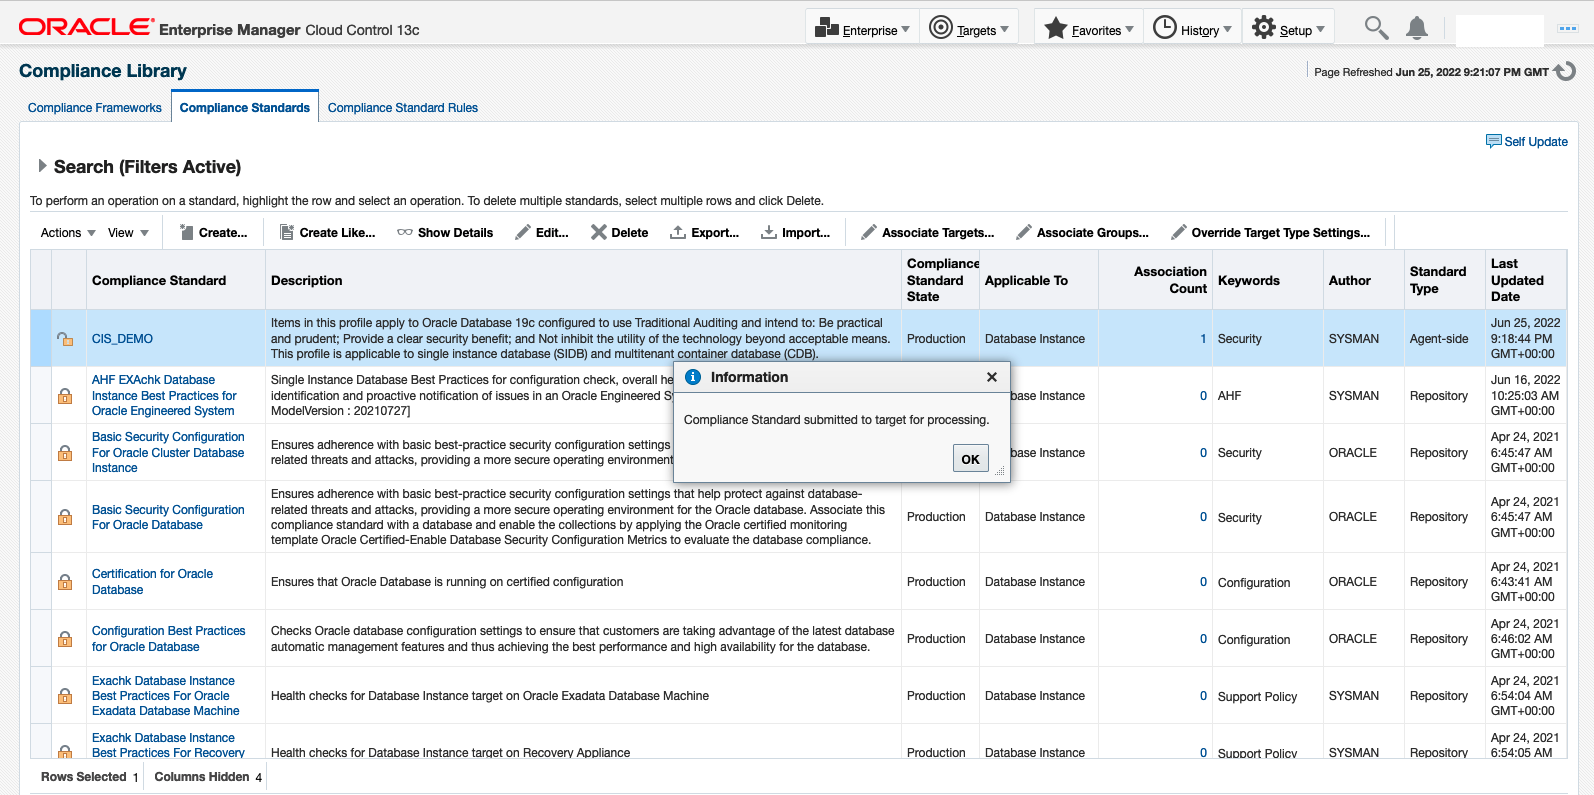 ORACLE Enterprise Manager Cloud Control 13c
Enterprise Targets Favorites History Setup
Compliance Library
Page Refreshed Jun 25, 2022 9:21:07 PM GMT
Compliance Frameworks Compliance Standards Compliance Standard Rules
Self Update
Search (Filters Active)
To perform an operation on a standard, highlight the row and select an operation. To delete multiple standards, select multiple rows and click Delete.
Actions View Create... Create Like... Show Details Edit... Delete Export... Import... Associate Targets... Associate Groups... Override Target Type Settings...
Compliance Standard
Description
Compliance
Standard
State
Applicable To
Association
Count
Keywords
Author
Standard
Type
Last
Updated
Date
CIS_DEMO
Items in this profile apply to Oracle Database 19c configured to use Traditional Auditing and intend to: Be practical
and prudent; Provide a clear security benefit; and Not inhibit the utility of the technology beyond acceptable means.
This profile is applicable to single instance database (SIDB) and multitenant container database (CDB).
Production
Database Instance
1
Security
SYSMAN
Agent-side
Jun 25, 2022
9:18:44 PM
GMT+00:00
AHF EXAchk Database
Instance Best Practices for
Oracle Engineered System
Single Instance Database Best Practices for configuration check, overall he
identification and proactive notification of issues in an Oracle Engineered Sy
ModelVersion : 20210727]
base Instance
0
AHF
SYSMAN
Repository
Jun 16, 2022
10:25:03 AM
GMT+00:00
Information
Compliance Standard submitted to target for processing.
OK
Basic Security Configuration
For Oracle Cluster Database
Instance
Ensures adherence with basic best-practice security configuration settings
related threats and attacks, providing a more secure operating environment
base Instance
0
Security
ORACLE
Repository
Apr 24, 2021
6:45:47 AM
GMT+00:00
Basic Security Configuration
For Oracle Database
Ensures adherence with basic best-practice security configuration settings that help protect against database-
related threats and attacks, providing a more secure operating environment for the Oracle database. Associate this
compliance standard with a database and enable the collections by applying the Oracle certified monitoring
template Oracle Certified-Enable Database Security Configuration Metrics to evaluate the database compliance.
Production
Database Instance
0
Security
ORACLE
Repository
Apr 24, 2021
6:45:47 AM
GMT+00:00
Certification for Oracle
Database
Ensures that Oracle Database is running on certified configuration
Production
Database Instance
0
Configuration
ORACLE
Repository
Apr 24, 2021
6:43:41 AM
GMT+00:00
Configuration Best Practices
for Oracle Database
Checks Oracle database configuration settings to ensure that customers are taking advantage of the latest database
automatic management features and thus achieving the best performance and high availability for the database.
Production
Database Instance
0
Configuration
ORACLE
Repository
Apr 24, 2021
6:46:02 AM
GMT+00:00
Exachk Database Instance
Best Practices For Oracle
Exadata Database Machine
Health checks for Database Instance target on Oracle Exadata Database Machine
Production
Database Instance
0
Support Policy
SYSMAN
Repository
Apr 24, 2021
6:54:04 AM
GMT+00:00
Exachk Database Instance
Best Practices For Recovery
Health checks for Database Instance target on Recovery Appliance
Production
Database Instance
0
Support Policy
SYSMAN
Repository
Apr 24, 2021
6:54:05 AM
Rows Selected 1 Columns Hidden 4